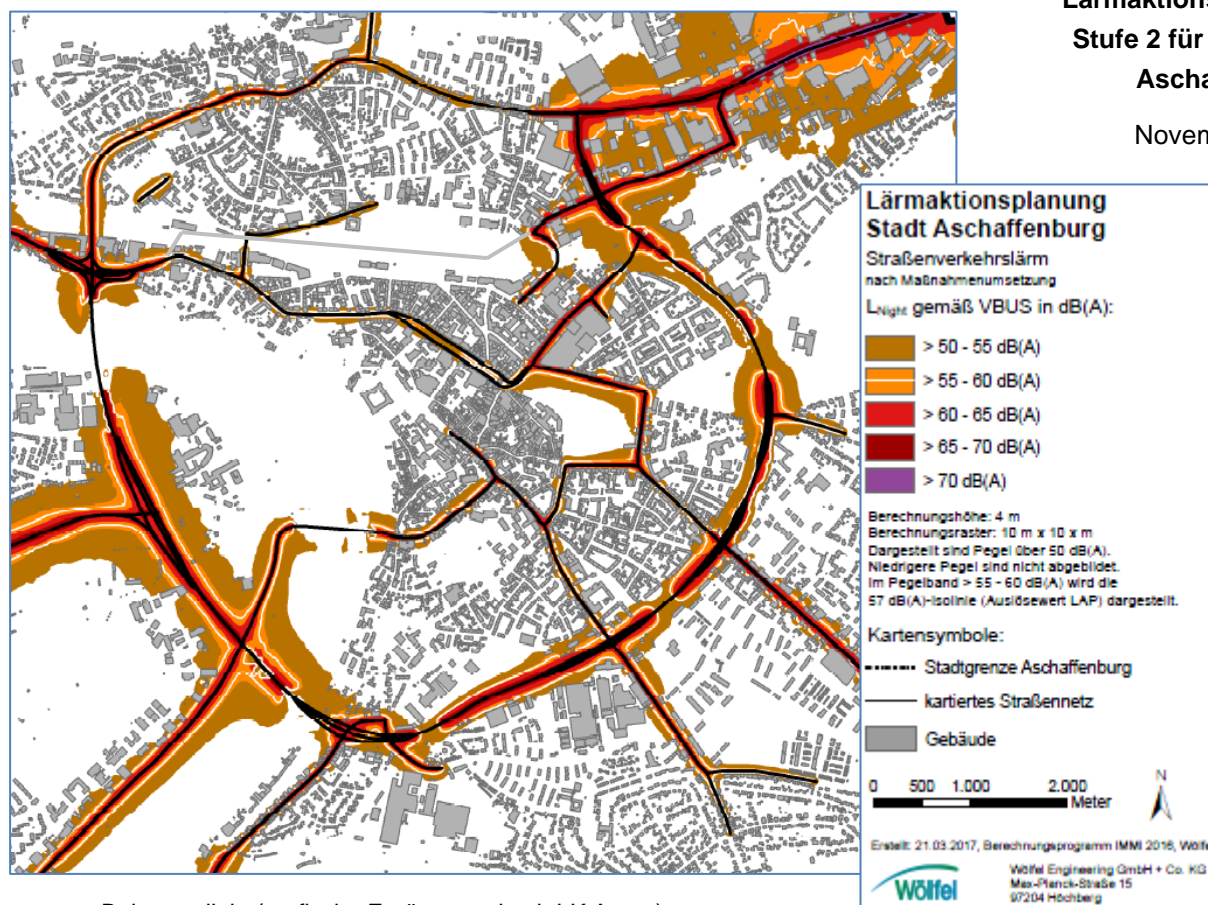 Lärmaktions
Stufe 2 für
Ascha
Novem
Lärmaktionsplanung
Stadt Aschaffenburg
Straßenverkehrslärm
nach Maßnahmenumsetzung
LNight gemäß VBUS in dB(A):
> 50 - 55 dB(A)
> 55 - 60 dB(A)
> 60 - 65 dB(A)
> 65 - 70 dB(A)
> 70 dB(A)
Berechnungshöhe: 4 m
Berechnungsraster: 10 m x 10 x m
Dargestellt sind Pegel über 50 dB(A).
Niedrigere Pegel sind nicht abgebildet.
Im Pegelband > 55 - 60 dB(A) wird die
57 dB(A)-Isolinie (Auslösewert LAP) dargestellt.
Kartensymbole:
Stadtgrenze Aschaffenburg
kartiertes Straßennetz
Gebäude
N
0 500 1.000 2.000
Meter
Erstellt: 21.03.2017, Berechnungsprogramm IMMI 2016, Wölfe
Wölfel
Wölfel Engineering GmbH + Co. KG
Max-Planck-Straße 15
97204 Höchberg